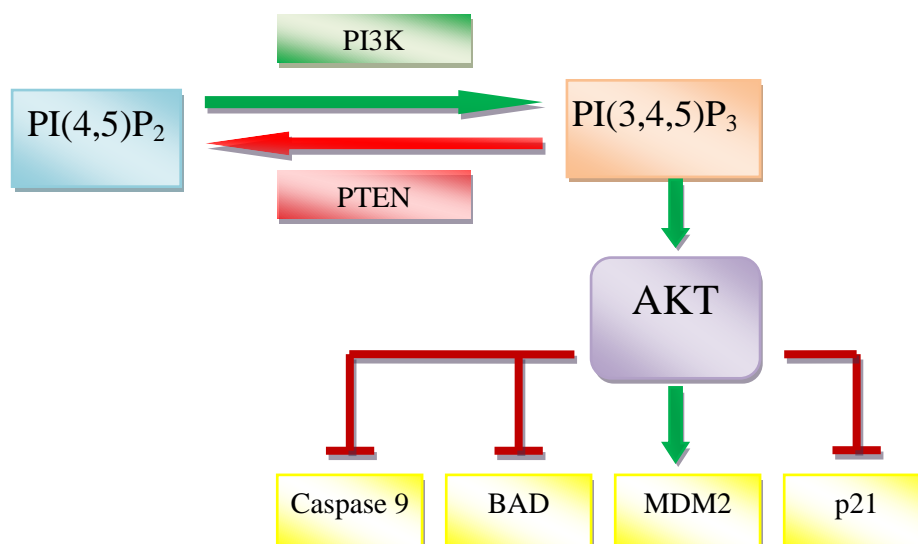 PI3K
PI(4,5)P₂
PI(3,4,5)P₃
PTEN
AKT
Caspase 9
BAD
MDM2
p21